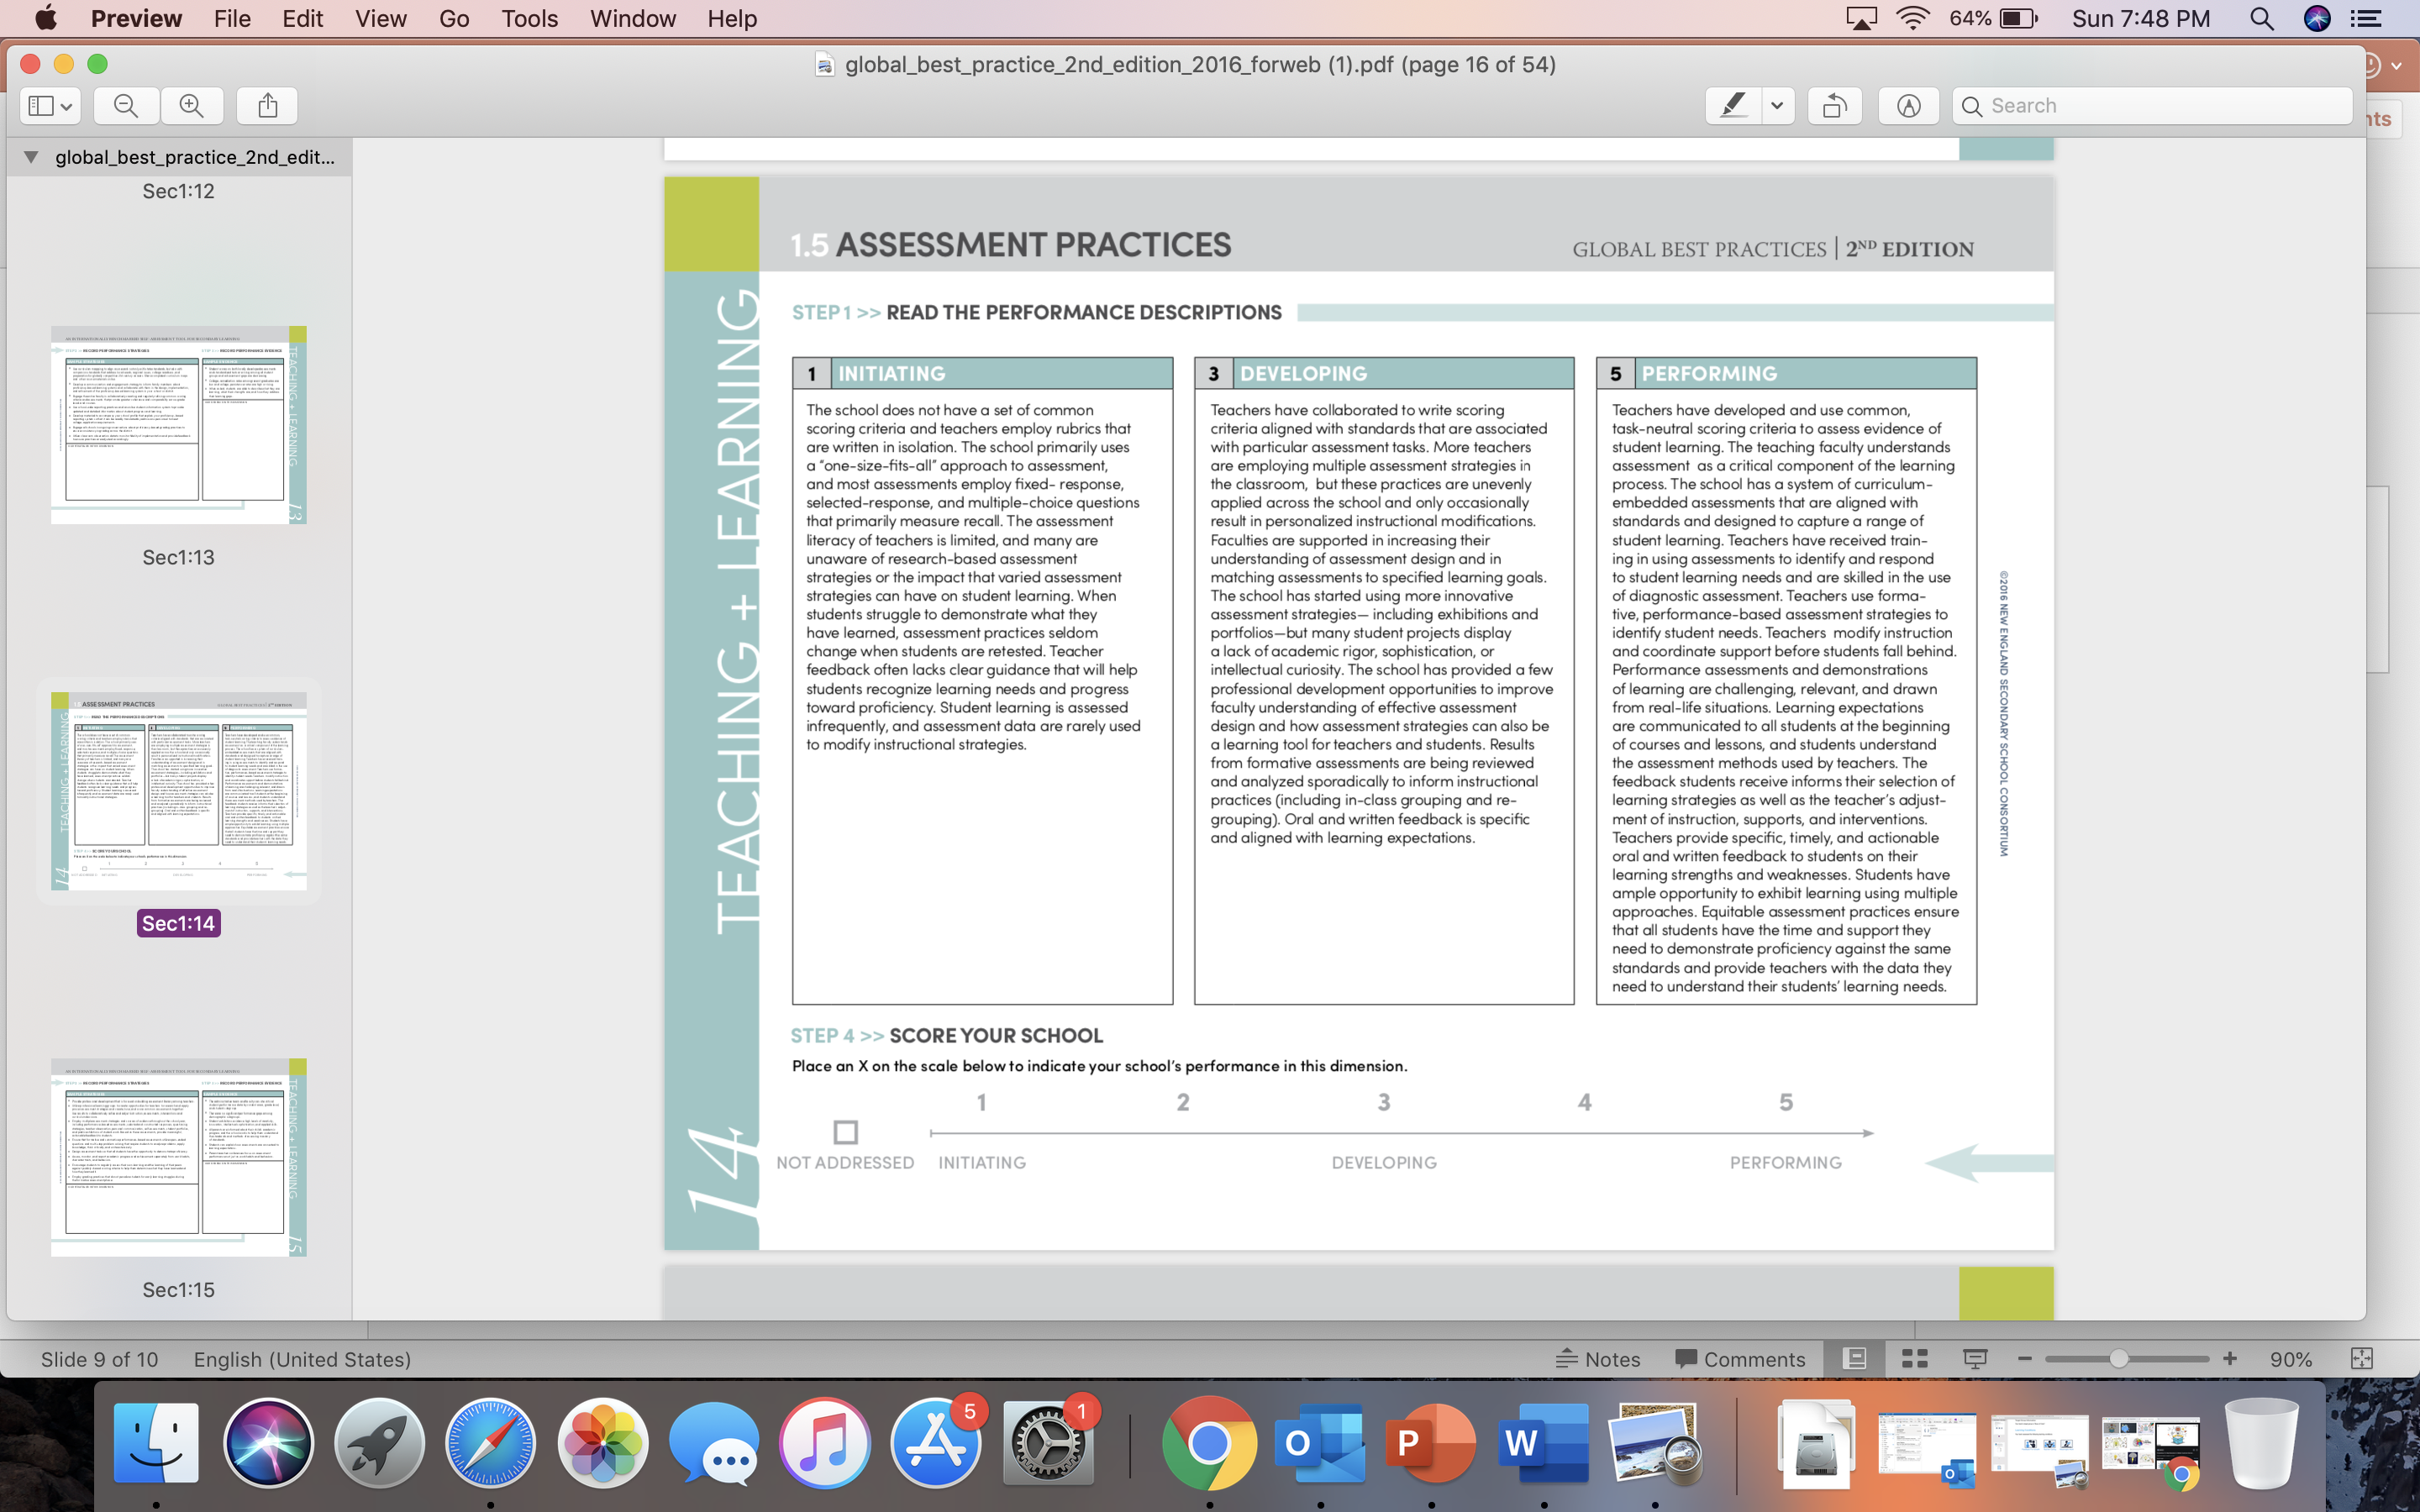 Preview File Edit View Go Tools Window Help
64% Sun 7:48 PM
global_best_practice_2nd_edition_2016_forweb (1).pdf (page 16 of 54)
Search
nts
global_best_practice_2nd_edit...
Sec1:12
Sec1:13
Sec1:14
Sec1:15
1.5 ASSESSMENT PRACTICES
GLOBAL BEST PRACTICES | 2ND EDITION
TEACHING + LEARNING
14
STEP 1 >> READ THE PERFORMANCE DESCRIPTIONS
1 INITIATING
The school does not have a set of common
scoring criteria and teachers employ rubrics that
are written in isolation. The school primarily uses
a “one-size-fits-all” approach to assessment,
and most assessments employ fixed- response,
selected-response, and multiple-choice questions
that primarily measure recall. The assessment
literacy of teachers is limited, and many are
unaware of research-based assessment
strategies or the impact that varied assessment
strategies can have on student learning. When
students struggle to demonstrate what they
have learned, assessment practices seldom
change when students are retested. Teacher
feedback often lacks clear guidance that will help
students recognize learning needs and progress
toward proficiency. Student learning is assessed
infrequently, and assessment data are rarely used
to modify instructional strategies.
3 DEVELOPING
Teachers have collaborated to write scoring
criteria aligned with standards that are associated
with particular assessment tasks. More teachers
are employing multiple assessment strategies in
the classroom, but these practices are unevenly
applied across the school and only occasionally
result in personalized instructional modifications.
Faculties are supported in increasing their
understanding of assessment design and in
matching assessments to specified learning goals.
The school has started using more innovative
assessment strategies— including exhibitions and
portfolios—but many student projects display
a lack of academic rigor, sophistication, or
intellectual curiosity. The school has provided a few
professional development opportunities to improve
faculty understanding of effective assessment
design and how assessment strategies can also be
a learning tool for teachers and students. Results
from formative assessments are being reviewed
and analyzed sporadically to inform instructional
practices (including in-class grouping and re-
grouping). Oral and written feedback is specific
and aligned with learning expectations.
5 PERFORMING
Teachers have developed and use common,
task-neutral scoring criteria to assess evidence of
student learning. The teaching faculty understands
assessment as a critical component of the learning
process. The school has a system of curriculum-
embedded assessments that are aligned with
standards and designed to capture a range of
student learning. Teachers have received train-
ing in using assessments to identify and respond
to student learning needs and are skilled in the use
of diagnostic assessment. Teachers use forma-
tive, performance-based assessment strategies to
identify student needs. Teachers modify instruction
and coordinate support before students fall behind.
Performance assessments and demonstrations
of learning are challenging, relevant, and drawn
from real-life situations. Learning expectations
are communicated to all students at the beginning
of courses and lessons, and students understand
the assessment methods used by teachers. The
feedback students receive informs their selection of
learning strategies as well as the teacher’s adjust-
ment of instruction, supports, and interventions.
Teachers provide specific, timely, and actionable
oral and written feedback to students on their
learning strengths and weaknesses. Students have
ample opportunity to exhibit learning using multiple
approaches. Equitable assessment practices ensure
that all students have the time and support they
need to demonstrate proficiency against the same
standards and provide teachers with the data they
need to understand their students’ learning needs.
©2016 NEW ENGLAND SECONDARY SCHOOL CONSORTIUM
STEP 4 >> SCORE YOUR SCHOOL
Place an X on the scale below to indicate your school’s performance in this dimension.
1 2 3 4 5
NOT ADDRESSED INITIATING DEVELOPING PERFORMING
Slide 9 of 10 English (United States)
Notes Comments 90%
5
1
O
P
W